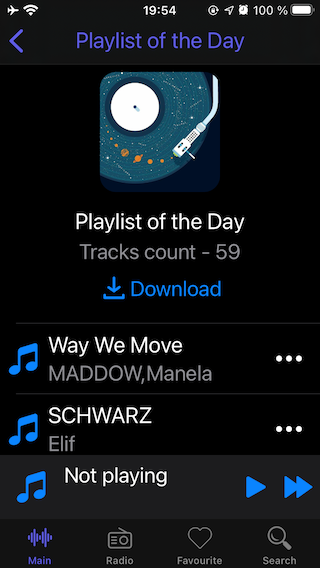 19:54
100 %
Playlist of the Day
Playlist of the Day
Tracks count - 59
Download
Way We Move
MADDOW,Manela
SCHWARZ
Elif
Not playing
Main
Radio
Favourite
Search